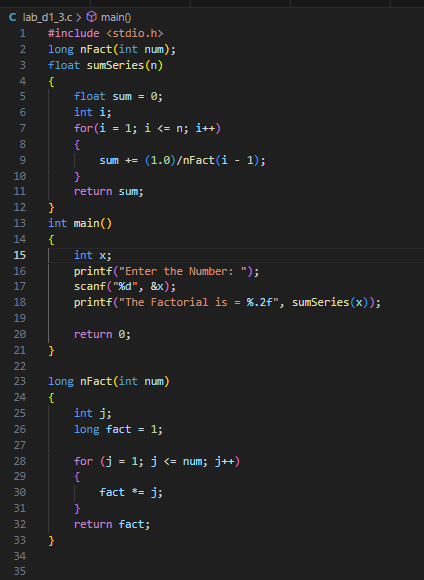 C lab_d1_3.c > main()
1 #include <stdio.h>
2 long nFact(int num);
3 float sumSeries(n)
4 {
5     float sum = 0;
6     int i;
7     for(i = 1; i <= n; i++)
8     {
9         sum += (1.0)/nFact(i - 1);
10     }
11     return sum;
12 }
13 int main()
14 {
15     int x;
16     printf("Enter the Number: ");
17     scanf("%d", &x);
18     printf("The Factorial is = %.2f", sumSeries(x));
19
20     return 0;
21 }
22
23 long nFact(int num)
24 {
25     int j;
26     long fact = 1;
27
28     for (j = 1; j <= num; j++)
29     {
30         fact *= j;
31     }
32     return fact;
33 }
34
35